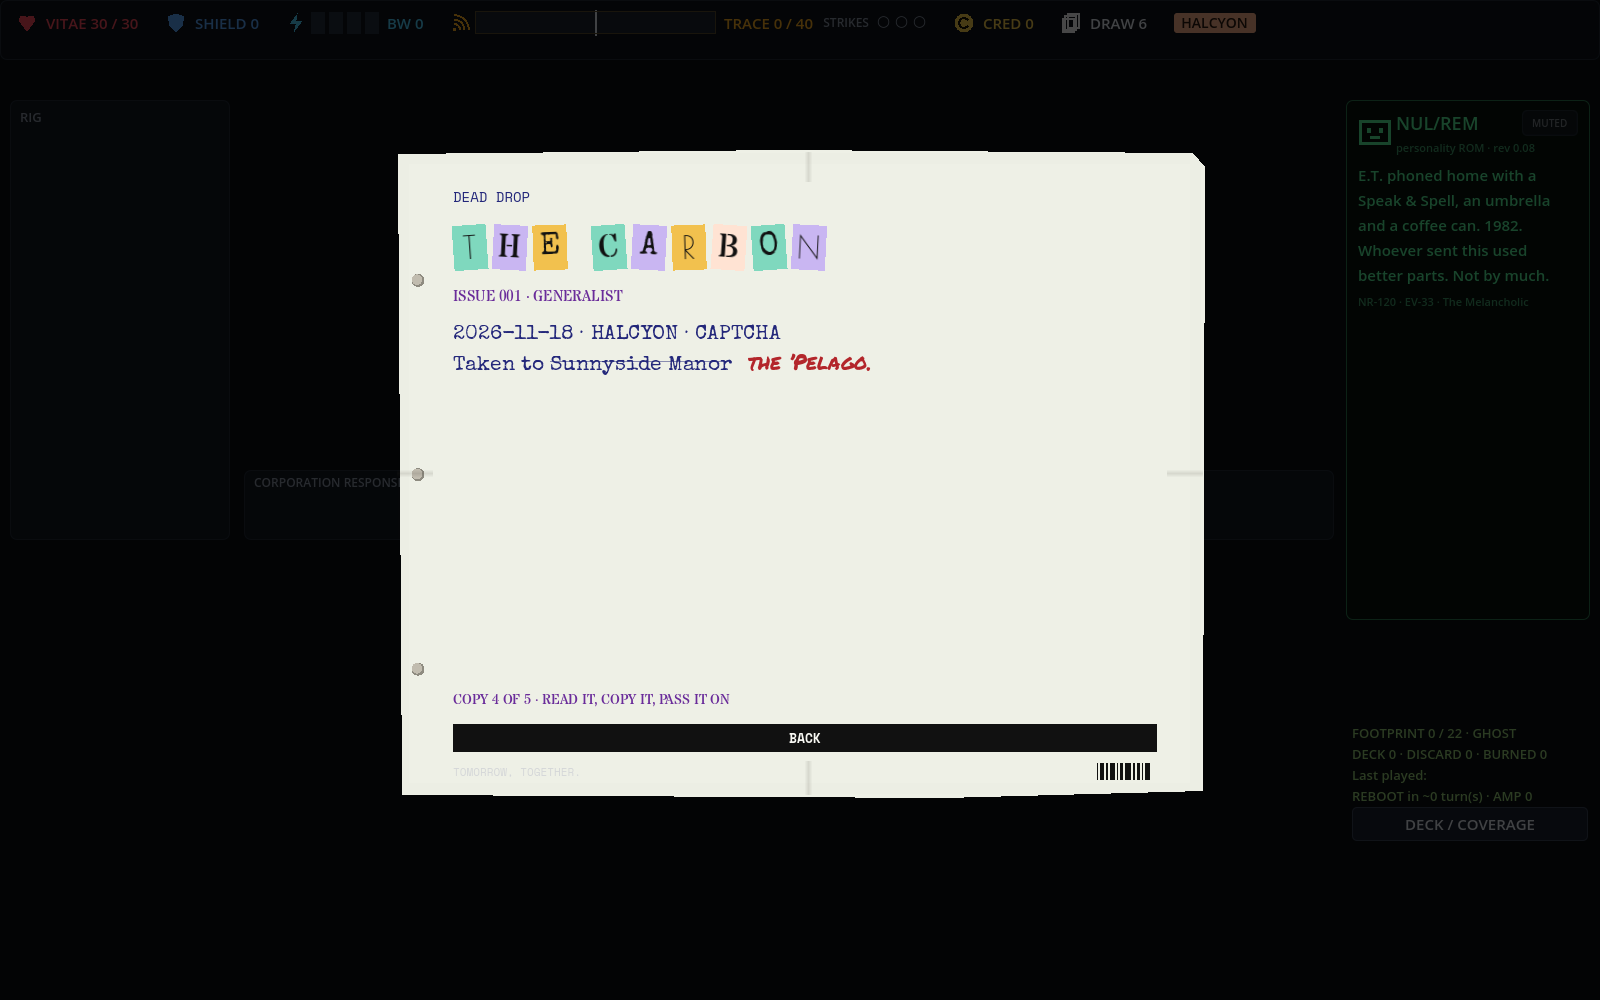 VITAE 30 / 30 SHIELD 0 BW 0 TRACE 0 / 40 STRIKES CRED 0 DRAW 6 HALCYON
RIG
CORPORATION RESPONS
DEAD DROP
THE CARBON
ISSUE 001 · GENERALIST
2026-11-18 · HALCYON · CAPTCHA
Taken to Sunnyside Manor THE 'PELAGO.
COPY 4 OF 5 · READ IT, COPY IT, PASS IT ON
BACK
TOMORROW, TOGETHER.
NUL/REM MUTED
personality ROM · rev 0.08
E.T. phoned home with a
Speak & Spell, an umbrella
and a coffee can. 1982.
Whoever sent this used
better parts. Not by much.
NR-120 · EV-33 · The Melancholic
FOOTPRINT 0 / 22 · GHOST
DECK 0 · DISCARD 0 · BURNED 0
Last played:
REBOOT in ~0 turn(s) · AMP 0
DECK / COVERAGE